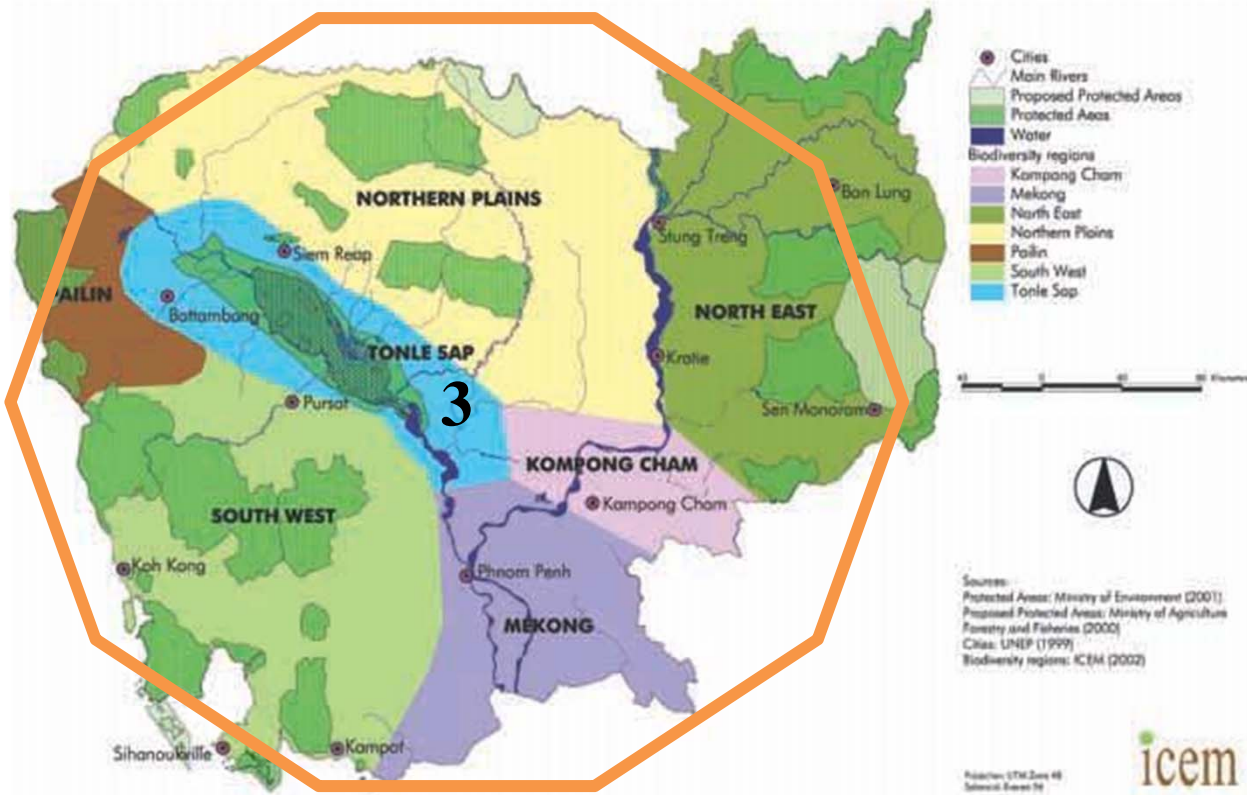 Cities
Main Rivers
Proposed Protected Areas
Protected Aeas
Water
Biodiversity regions
Kampong Cham
Mekong
North East
Northern Plains
Pailin
South West
Tonle Sap
NORTHERN PLAINS
Ban Lung
Stung Treng
Siem Reap
PAILIN
Battambang
NORTH EAST
TONLE SAP
Kratie
3
Pursat
Sen Monoram
KOMPONG CHAM
Kampong Cham
SOUTH WEST
Koh Kong
Phnom Penh
MEKONG
Sihanoukville
Kampot
Sources:
Protected Areas: Ministry of Environment (2001)
Proposed Protected Areas: Ministry of Agriculture
Forestry and Fisheries (2000)
Cities: UNEP (1999)
Biodiversity regions: ICEM (2002)
icem